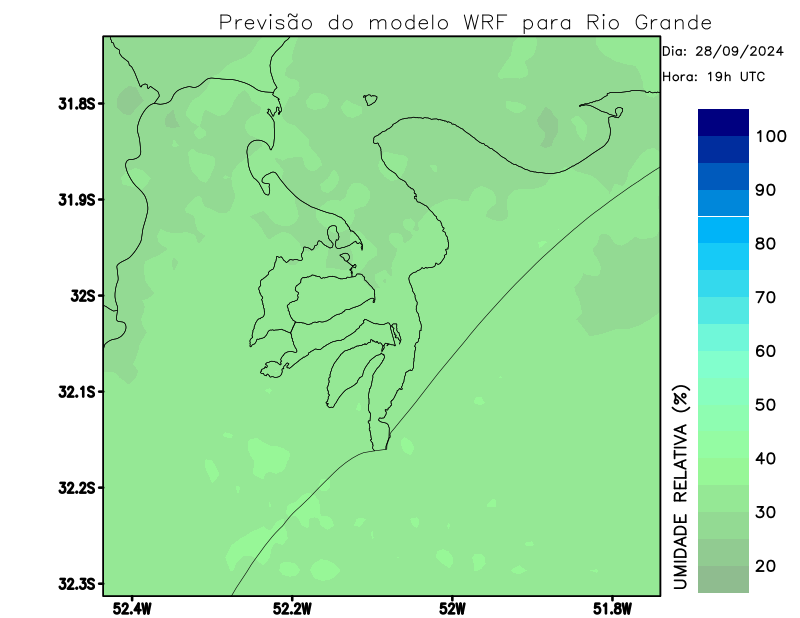 Previsão do modelo WRF para Rio Grande
Dia: 28/09/2024
Hora: 19h UTC
31.8S
31.9S
32S
32.1S
32.2S
32.3S
52.4W
52.2W
52W
51.8W
UMIDADE RELATIVA (%)
100
90
80
70
60
50
40
30
20